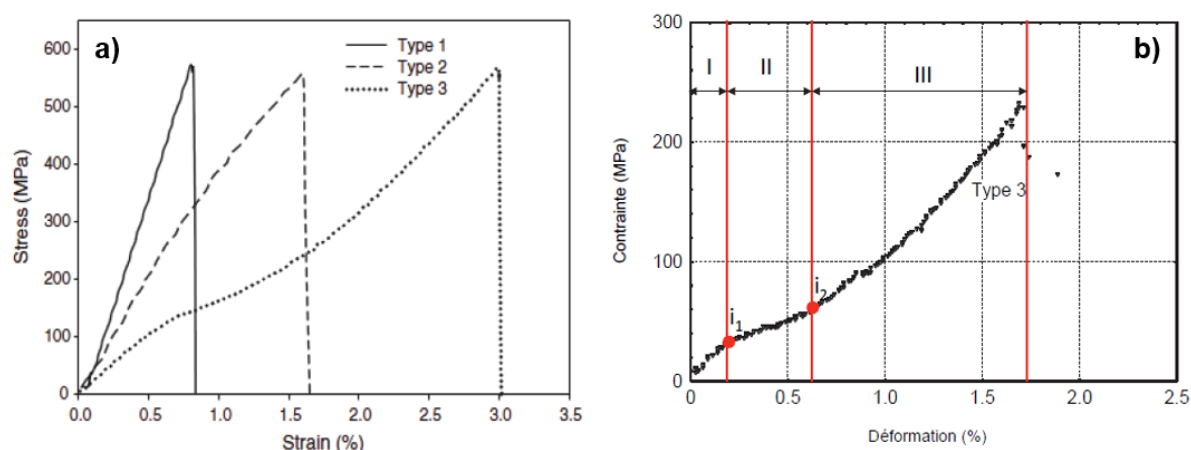 a)
Type 1
Type 2
Type 3
600
500
400
300
200
100
0
Stress (MPa)
0.0 0.5 1.0 1.5 2.0 2.5 3.0 3.5
Strain (%)
b)
I II III
300
200
100
0
Contrainte (MPa)
i1
i2
Type 3
0 0.5 1.0 1.5 2.0 2.5
Déformation (%)